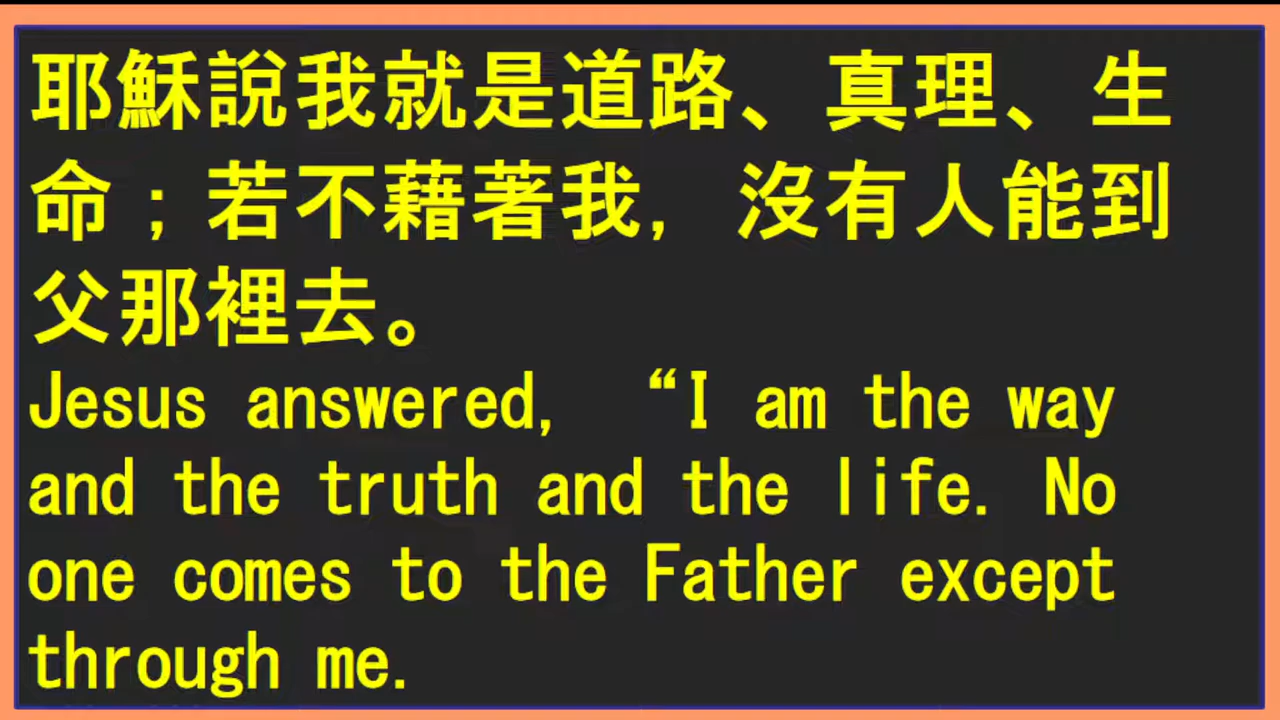 耶穌說我就是道路、真理、生
命；若不藉著我, 沒有人能到
父那裡去。
Jesus answered, “I am the way
and the truth and the life. No
one comes to the Father except
through me.